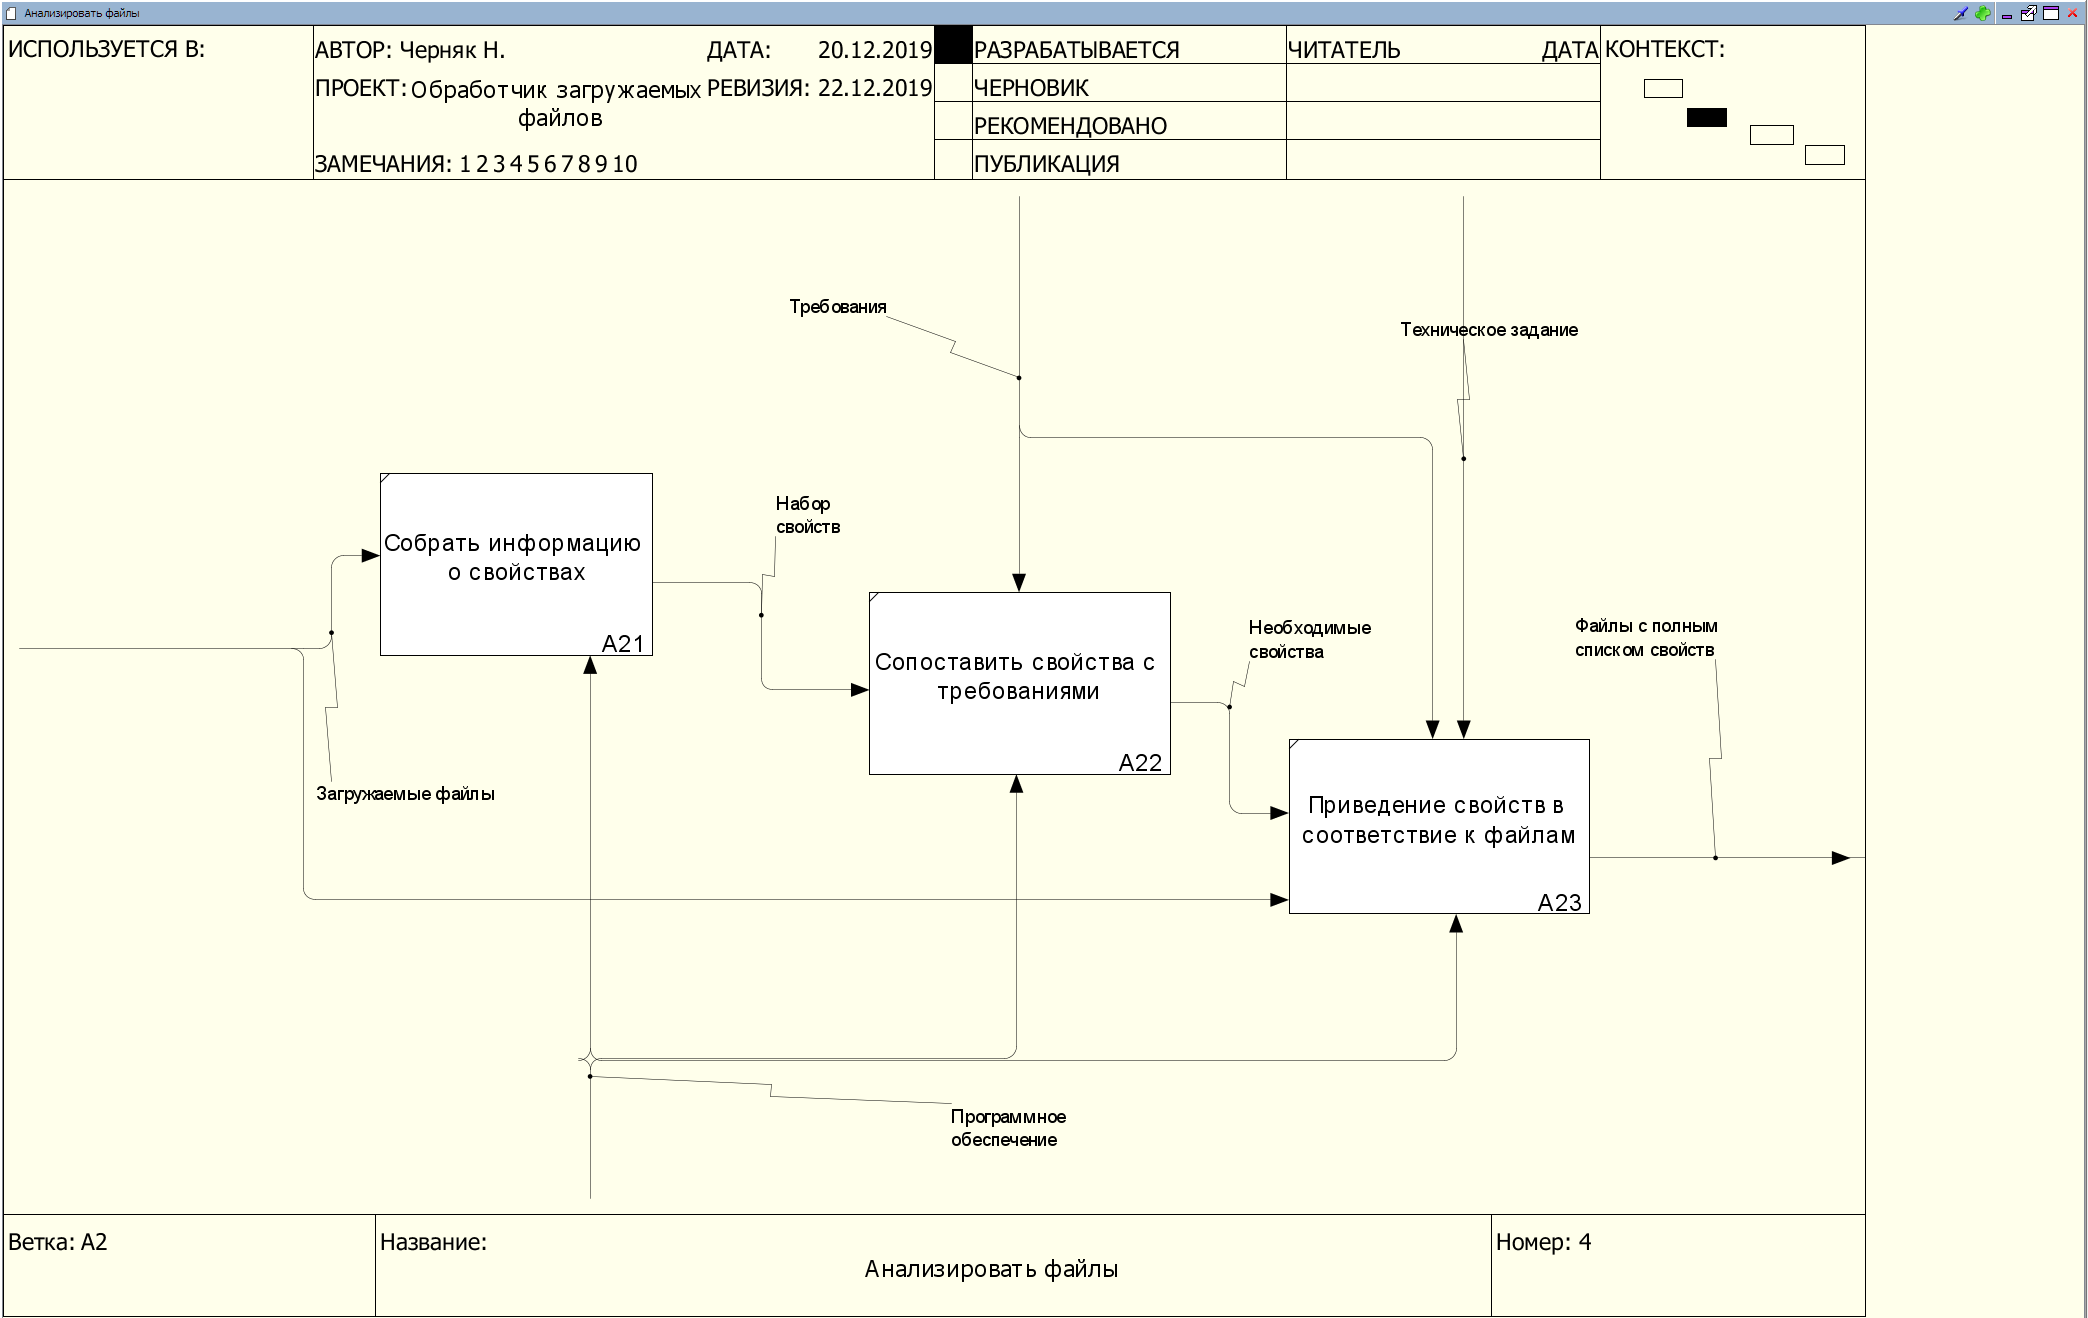 Анализировать файлы
ИСПОЛЬЗУЕТСЯ В:
АВТОР: Черняк Н.
ДАТА: 20.12.2019
ПРОЕКТ: Обработчик загружаемых
файлов
РЕВИЗИЯ: 22.12.2019
ЗАМЕЧАНИЯ: 1 2 3 4 5 6 7 8 9 10
РАЗРАБАТЫВАЕТСЯ
ЧЕРНОВИК
РЕКОМЕНДОВАНО
ПУБЛИКАЦИЯ
ЧИТАТЕЛЬ ДАТА
КОНТЕКСТ:
Требования
Техническое задание
Собрать информацию
о свойствах
A21
Набор
свойств
Сопоставить свойства с
требованиями
A22
Необходимые
свойства
Файлы с полным
списком свойств
Загружаемые файлы
Приведение свойств в
соответствие к файлам
A23
Программное
обеспечение
Ветка: A2
Название:
Анализировать файлы
Номер: 4